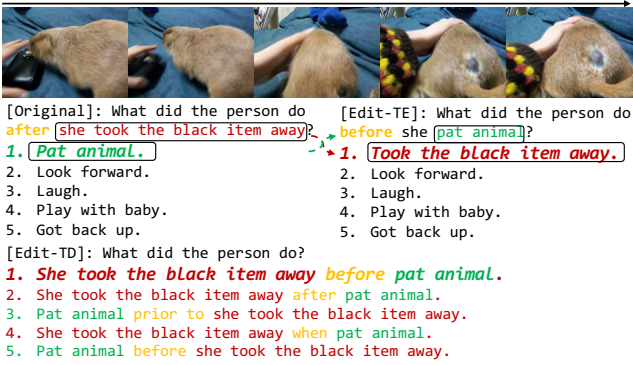 [Original]: What did the person do
after she took the black item away?
1. Pat animal.
2. Look forward.
3. Laugh.
4. Play with baby.
5. Got back up.
[Edit-TE]: What did the person do
before she pat animal?
1. Took the black item away.
2. Look forward.
3. Laugh.
4. Play with baby.
5. Got back up.
[Edit-TD]: What did the person do?
1. She took the black item away before pat animal.
2. She took the black item away after pat animal.
3. Pat animal prior to she took the black item away.
4. She took the black item away when pat animal.
5. Pat animal before she took the black item away.